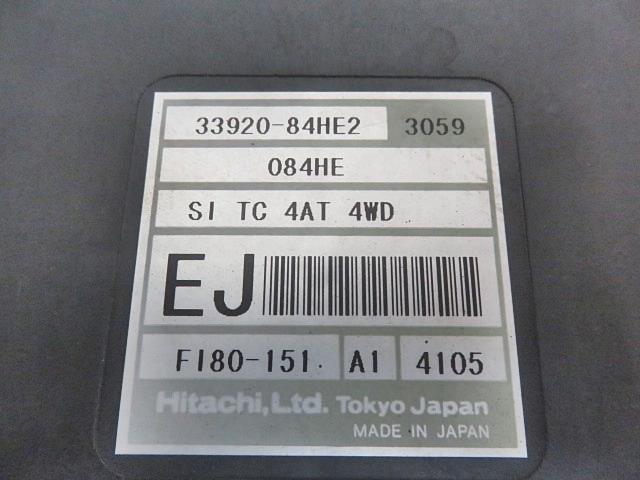 33920-84HE2 3059
084HE
SI TC 4AT 4WD
EJ
FI80-151 A1 4105
Hitachi, Ltd. Tokyo Japan
MADE IN JAPAN